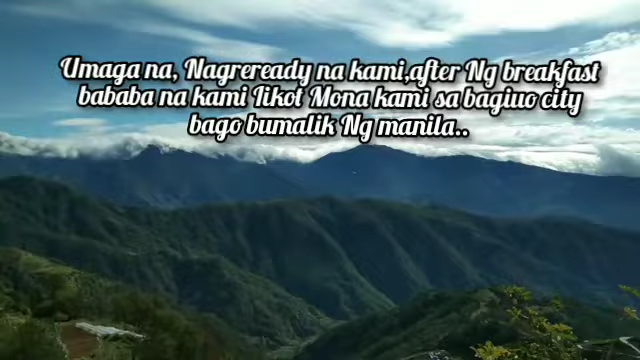 Umaga na, Nagreready na kami,after Ng breakfast
bababa na kami Iikot Mona kami sa bagiuo city
bago bumalik Ng manila..